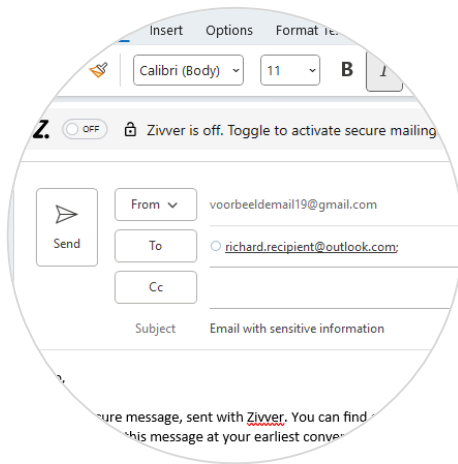 Insert Options Format Te
Calibri (Body) 11 B I
Z. OFF Zivver is off. Toggle to activate secure mailing
From voorbeeldemail19@gmail.com
Send To richard.recipient@outlook.com;
Cc
Subject Email with sensitive information
ure message, sent with Zivver. You can find
this message at your earliest conve